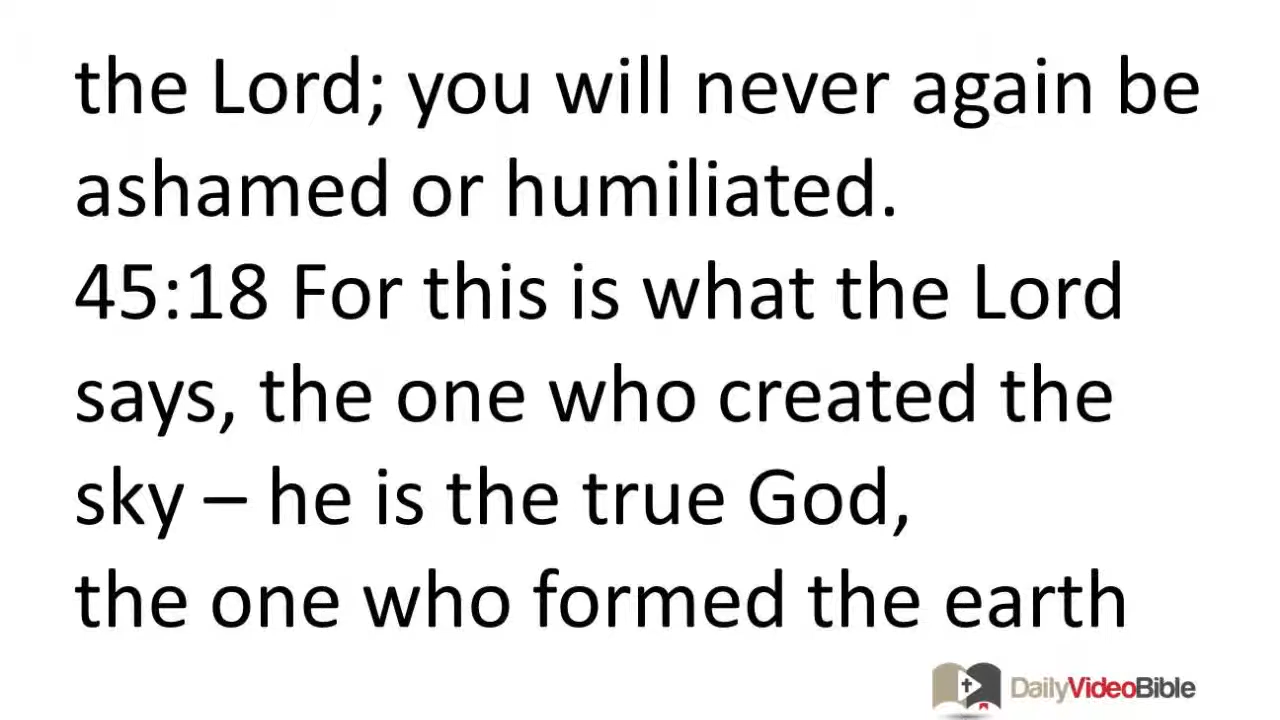 the Lord; you will never again be
ashamed or humiliated.
45:18 For this is what the Lord
says, the one who created the
sky – he is the true God,
the one who formed the earth
DailyVideoBible